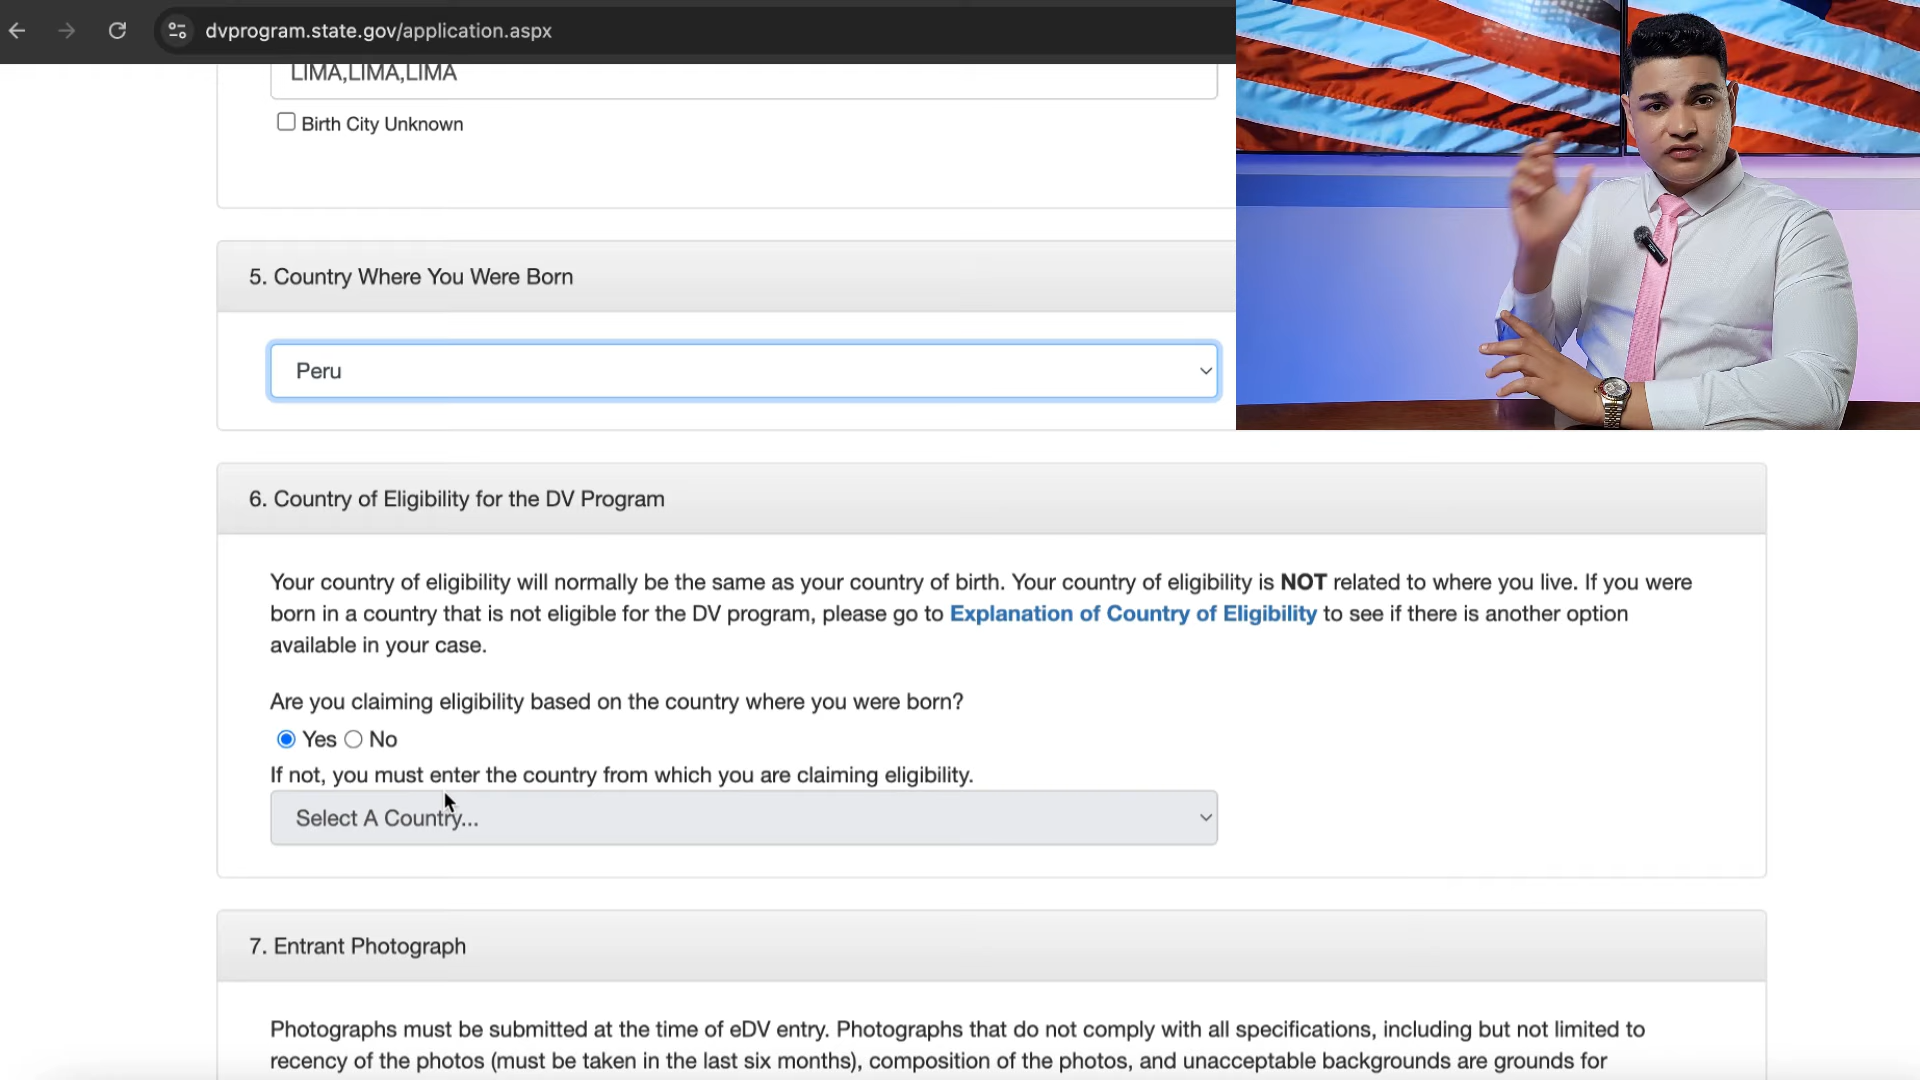 dvprogram.state.gov/application.aspx
LIMA,LIMA,LIMA
Birth City Unknown
5. Country Where You Were Born
Peru
6. Country of Eligibility for the DV Program
Your country of eligibility will normally be the same as your country of birth. Your country of eligibility is NOT related to where you live. If you were
born in a country that is not eligible for the DV program, please go to Explanation of Country of Eligibility to see if there is another option
available in your case.
Are you claiming eligibility based on the country where you were born?
Yes No
If not, you must enter the country from which you are claiming eligibility.
Select A Country...
7. Entrant Photograph
Photographs must be submitted at the time of eDV entry. Photographs that do not comply with all specifications, including but not limited to
recency of the photos (must be taken in the last six months), composition of the photos, and unacceptable backgrounds are grounds for